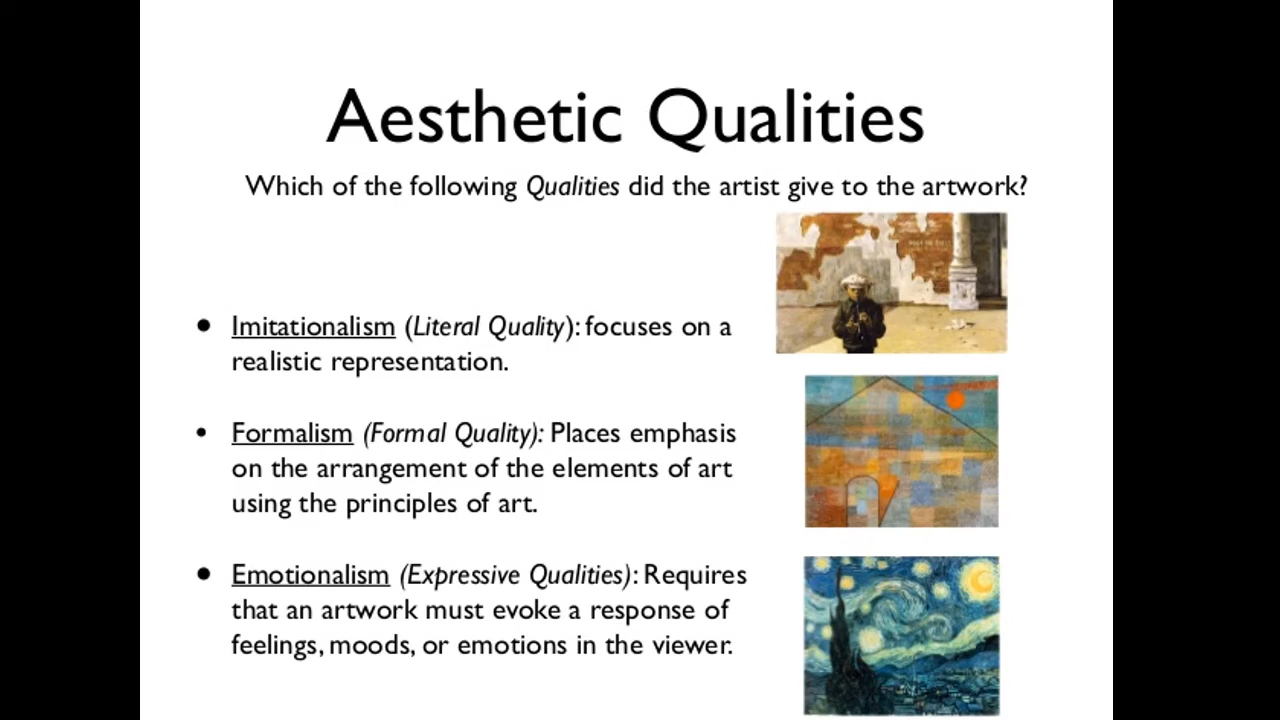 Aesthetic Qualities
Which of the following Qualities did the artist give to the artwork?
• Imitationalism (Literal Quality): focuses on a
realistic representation.
• Formalism (Formal Quality): Places emphasis
on the arrangement of the elements of art
using the principles of art.
• Emotionalism (Expressive Qualities): Requires
that an artwork must evoke a response of
feelings, moods, or emotions in the viewer.